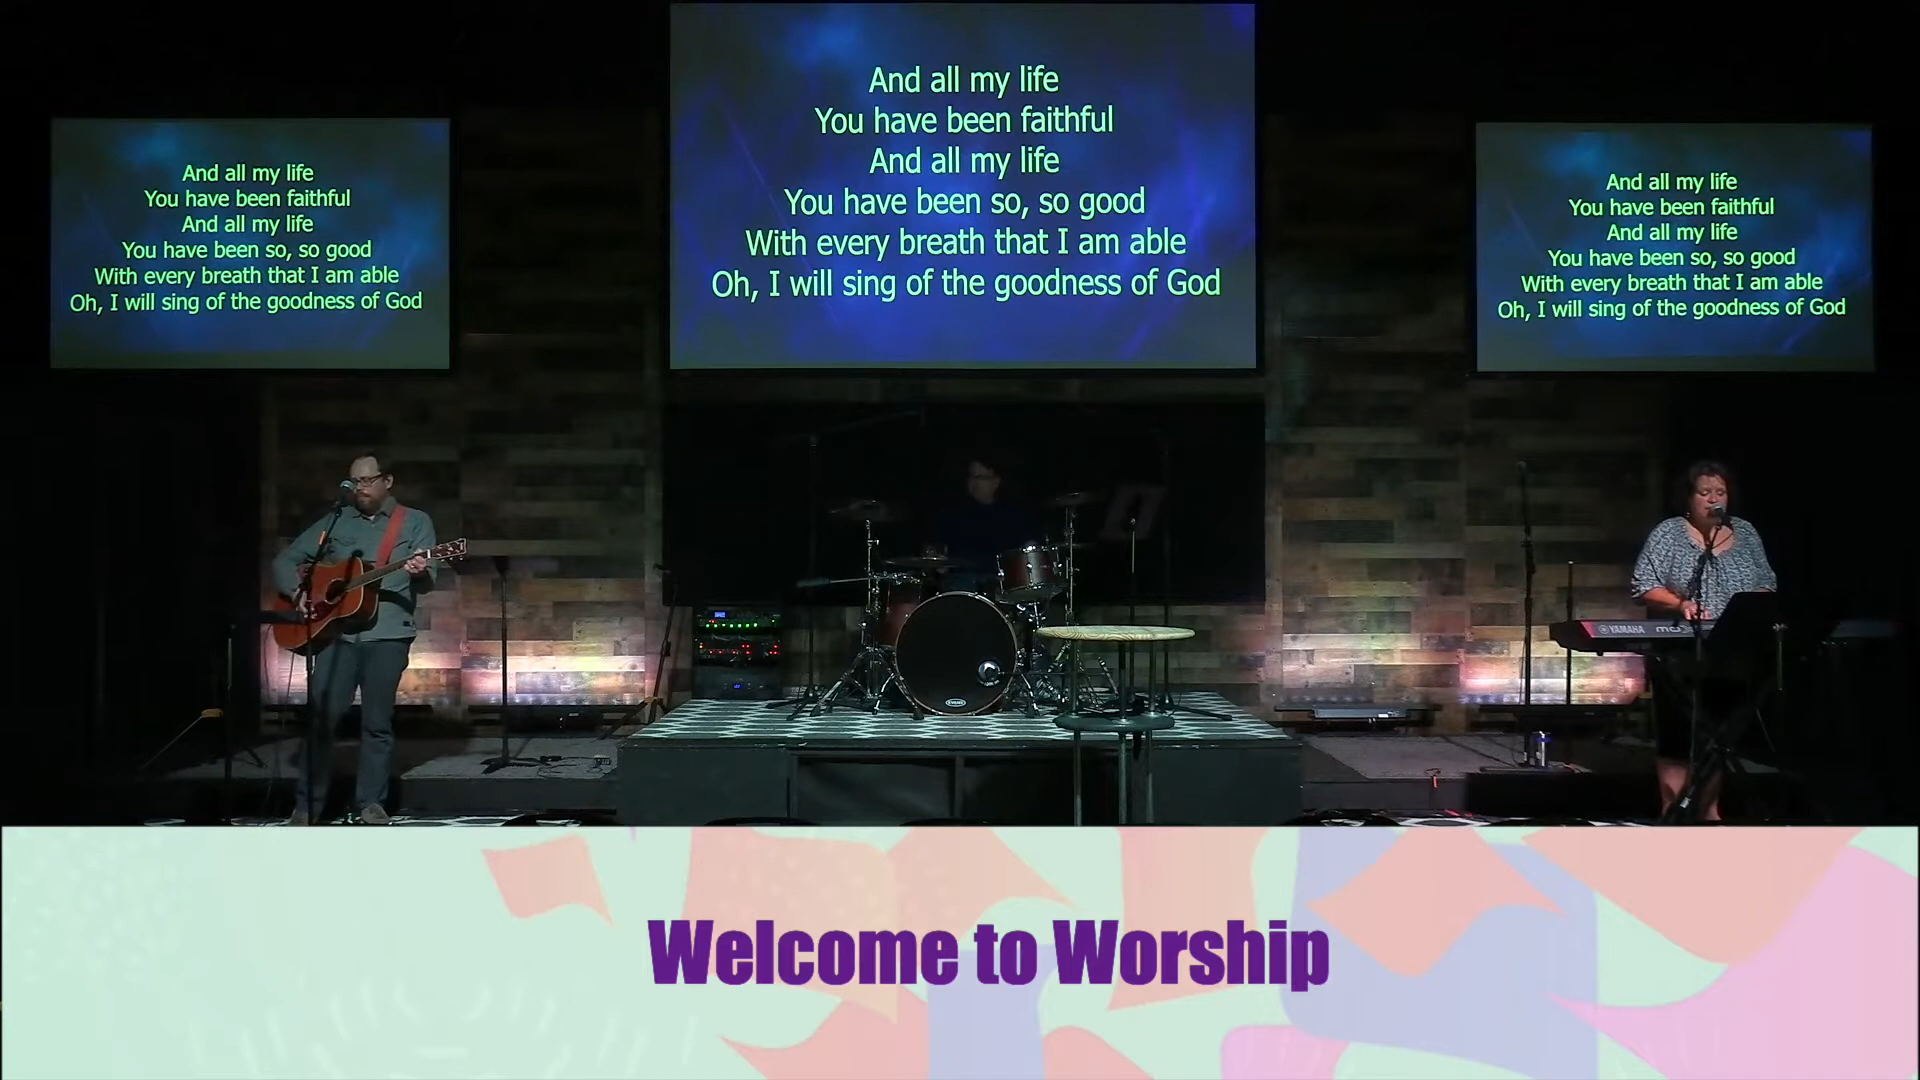 And all my life
You have been faithful
And all my life
You have been so, so good
With every breath that I am able
Oh, I will sing of the goodness of God
And all my life
You have been faithful
And all my life
You have been so, so good
With every breath that I am able
Oh, I will sing of the goodness of God
And all my life
You have been faithful
And all my life
You have been so, so good
With every breath that I am able
Oh, I will sing of the goodness of God
YAMAHA
EVANS
Welcome to Worship